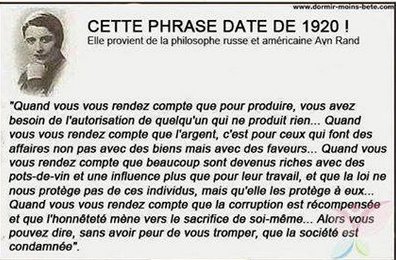 www.dormir-moins-bete.com
CETTE PHRASE DATE DE 1920 !
Elle provient de la philosophe russe et américaine Ayn Rand
"Quand vous vous rendez compte que pour produire, vous avez
besoin de l'autorisation de quelqu'un qui ne produit rien... Quand
vous vous rendez compte que l'argent, c'est pour ceux qui font des
affaires non pas avec des biens mais avec des faveurs... Quand vous
vous rendez compte que beaucoup sont devenus riches avec des
pots-de-vin et une influence plus que pour leur travail, et que la loi ne
nous protège pas de ces individus, mais qu'elle les protège à eux...
Quand vous vous rendez compte que la corruption est récompensée
et que l'honnêteté mène vers le sacrifice de soi-même... Alors vous
pouvez dire, sans avoir peur de vous tromper, que la société est
condamnée".